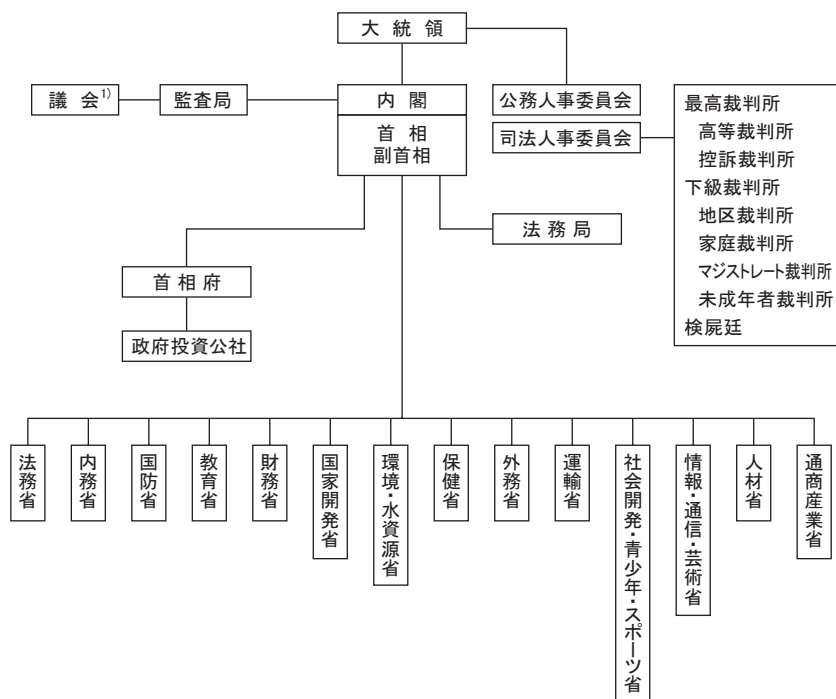 大統領
議会1)
監査局
内閣
公務人事委員会
首相
副首相
司法人事委員会
最高裁判所
高等裁判所
控訴裁判所
下級裁判所
地区裁判所
家庭裁判所
マジストレート裁判所
未成年者裁判所
検屍廷
法務局
首相府
政府投資公社
法務省
内務省
国防省
教育省
財務省
国家開発省
環境・水資源省
保健省
外務省
運輸省
社会開発・青少年・スポーツ省
情報・通信・芸術省
人材省
通商産業省